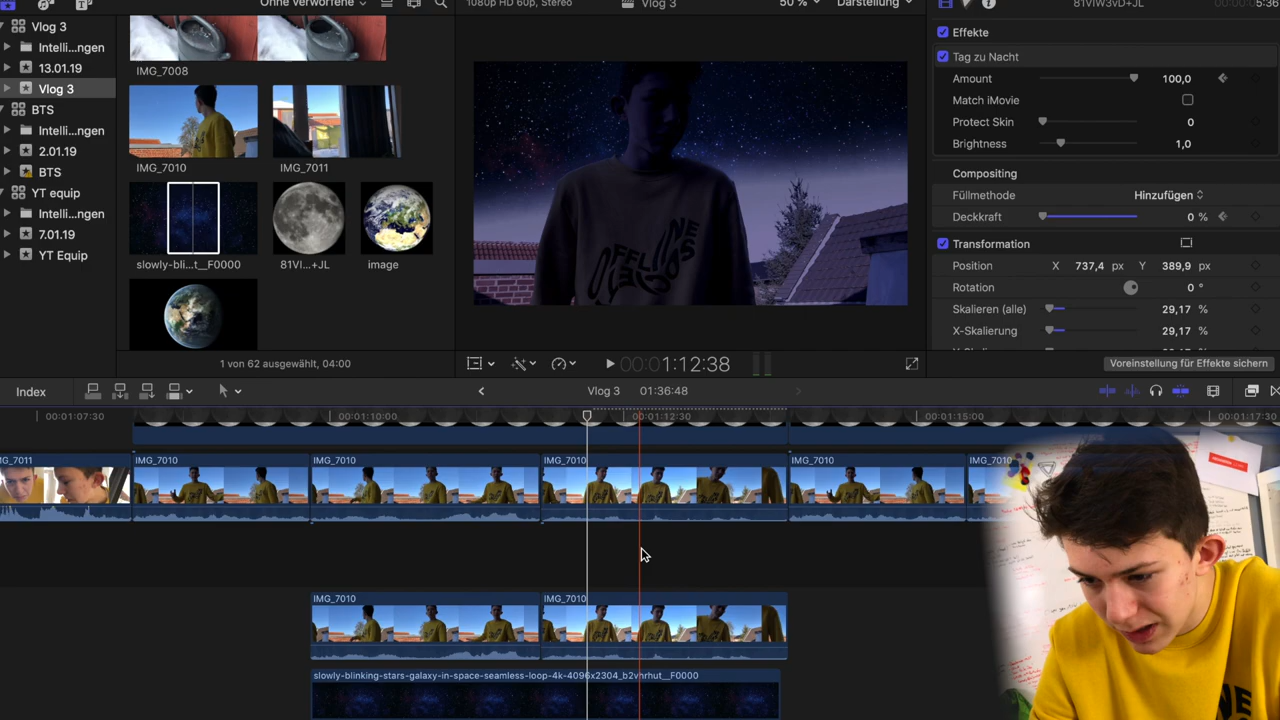 Ohne Verworfene
1080p HD 60p, Stereo
Vlog 3
50 %
Darstellung
81VIW3vD+JL
5:36
Vlog 3
Intelli...ngen
13.01.19
Vlog 3
BTS
Intelli...ngen
2.01.19
BTS
YT equip
Intelli...ngen
7.01.19
YT Equip
IMG_7008
IMG_7010
IMG_7011
slowly-bli...t__F0000
81VI...+JL
image
1 von 62 ausgewählt, 04:00
OFFLINE
Effekte
Tag zu Nacht
Amount 100,0
Match iMovie
Protect Skin 0
Brightness 1,0
Compositing
Füllmethode Hinzufügen
Deckkraft 0 %
Transformation
Position X 737,4 px Y 389,9 px
Rotation 0 °
Skalieren (alle) 29,17 %
X-Skalierung 29,17 %
Voreinstellung für Effekte sichern
00:01:12:38
Index
Vlog 3 01:36:48
00:01:07:30
00:01:10:00
00:01:12:30
00:01:15:00
00:01:17:30
G_7011
IMG_7010
IMG_7010
IMG_7010
IMG_7010
IMG_7010
IMG_7010
IMG_7010
slowly-blinking-stars-galaxy-in-space-seamless-loop-4k-4096x2304_b2vhrhut__F0000